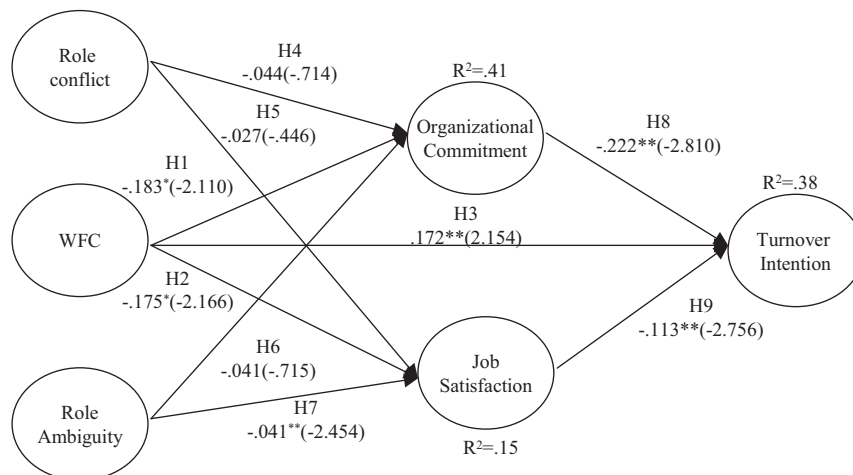 Role
conflict
H4
-.044(-.714)
H5
-.027(-.446)
R²=.41
Organizational
Commitment
H8
-.222**(-2.810)
H1
-.183*(-2.110)
WFC
H3
.172**(2.154)
R²=.38
Turnover
Intention
H2
-.175*(-2.166)
H9
-.113**(-2.756)
H6
-.041(-.715)
Job
Satisfaction
Role
Ambiguity
H7
-.041**(-2.454)
R²=.15